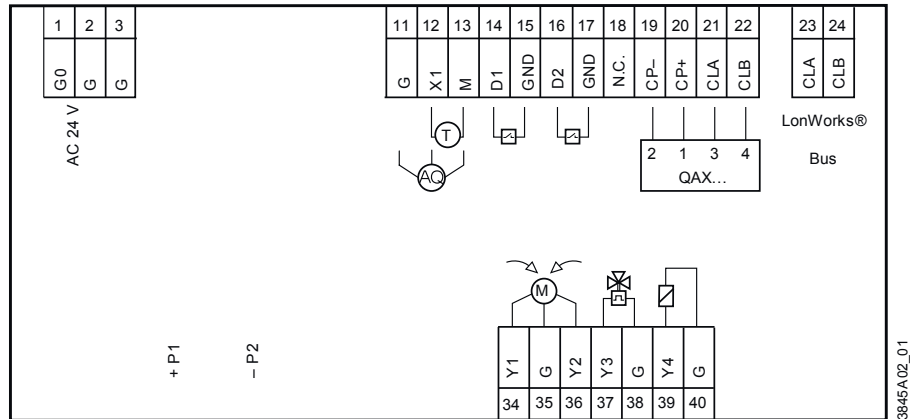 1 2 3 11 12 13 14 15 16 17 18 19 20 21 22 23 24
G0 G G G X1 M D1 GND D2 GND N.C. CP– CP+ CLA CLB CLA CLB
AC 24 V
T
AQ
LonWorks®
Bus
2 1 3 4
QAX...
M
+ P1
– P2
Y1 G Y2 Y3 G Y4 G
34 35 36 37 38 39 40
3845A02_01